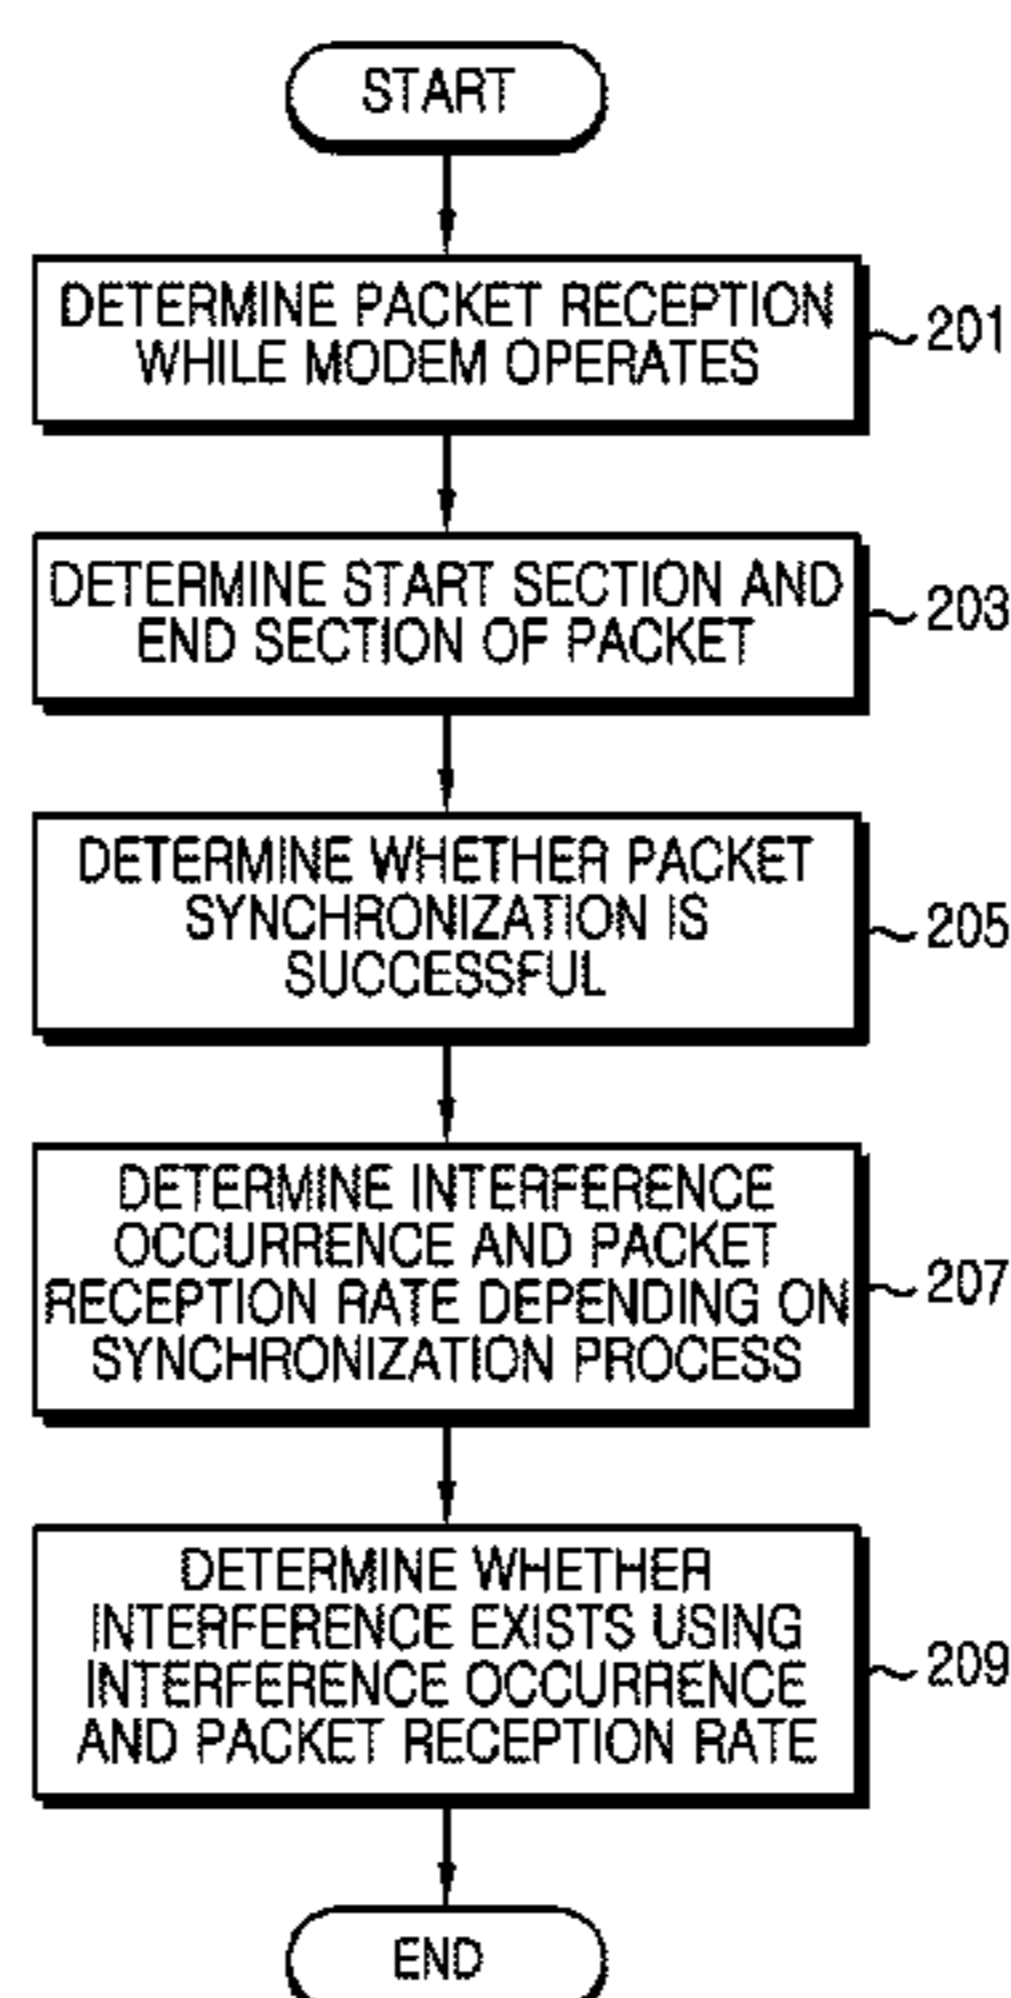 START
DETERMINE PACKET RECEPTION
WHILE MODEM OPERATES
201
DETERMINE START SECTION AND
END SECTION OF PACKET
203
DETERMINE WHETHER PACKET
SYNCHRONIZATION IS
SUCCESSFUL
205
DETERMINE INTERFERENCE
OCCURRENCE AND PACKET
RECEPTION RATE DEPENDING ON
SYNCHRONIZATION PROCESS
207
DETERMINE WHETHER
INTERFERENCE EXISTS USING
INTERFERENCE OCCURRENCE
AND PACKET RECEPTION RATE
209
END